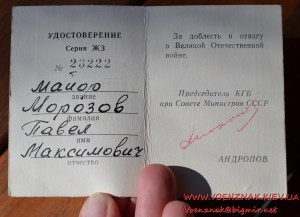 УДОСТОВЕРЕНИЕ
Серия ЖЗ
№ 23222
Майор
звание
Морозов
фамилия
Павел
имя
Максимович
отчество
За доблесть и отвагу
в Великой Отечественной
войне.
Председатель КГБ
при Совете Министров СССР
АНДРОПОВ.
WWW.VOENZNAK.KIEV.UA
Voenznak@bigmir.net